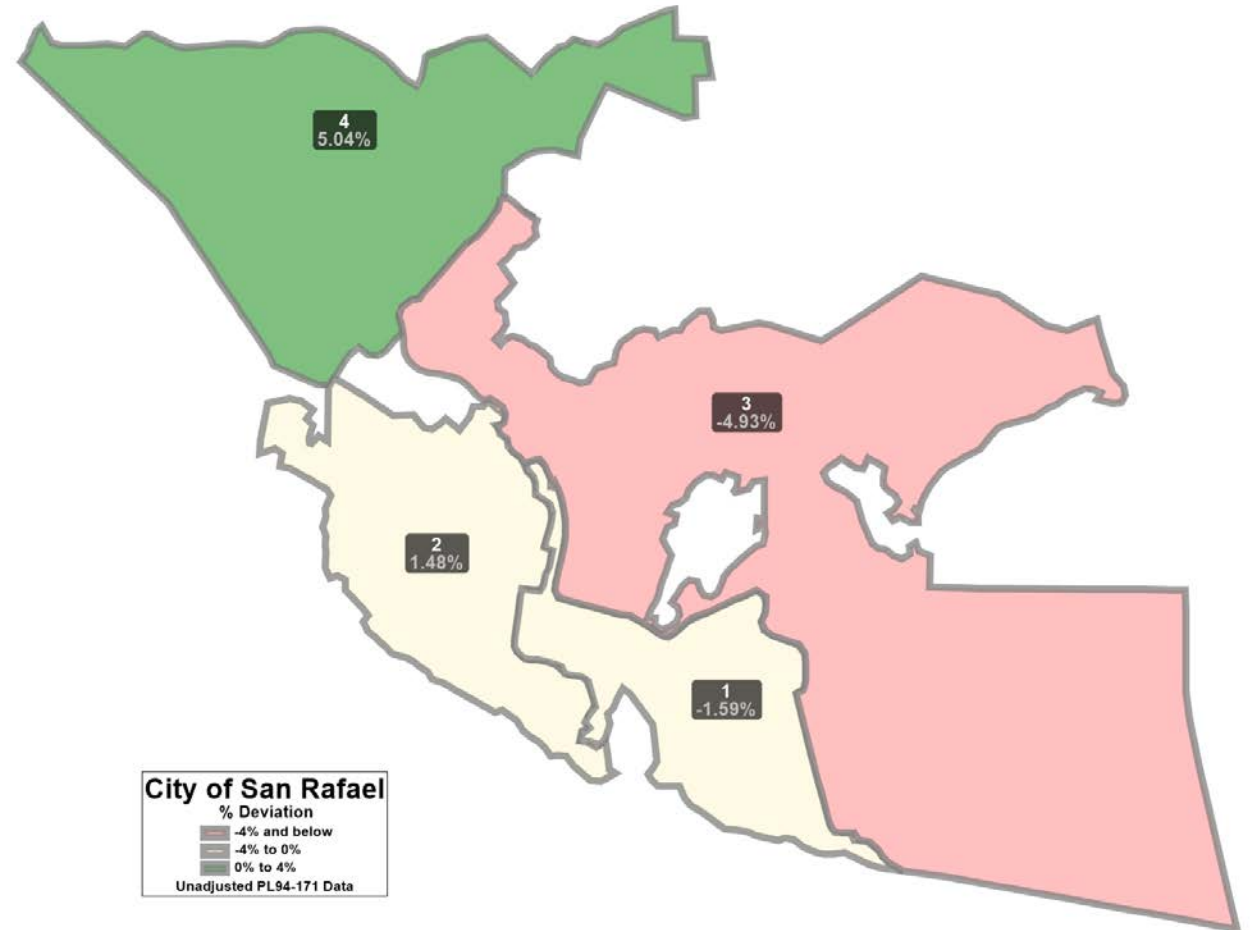 4
5.04%
3
-4.93%
2
1.48%
1
-1.59%
City of San Rafael
% Deviation
-4% and below
-4% to 0%
0% to 4%
Unadjusted PL94-171 Data